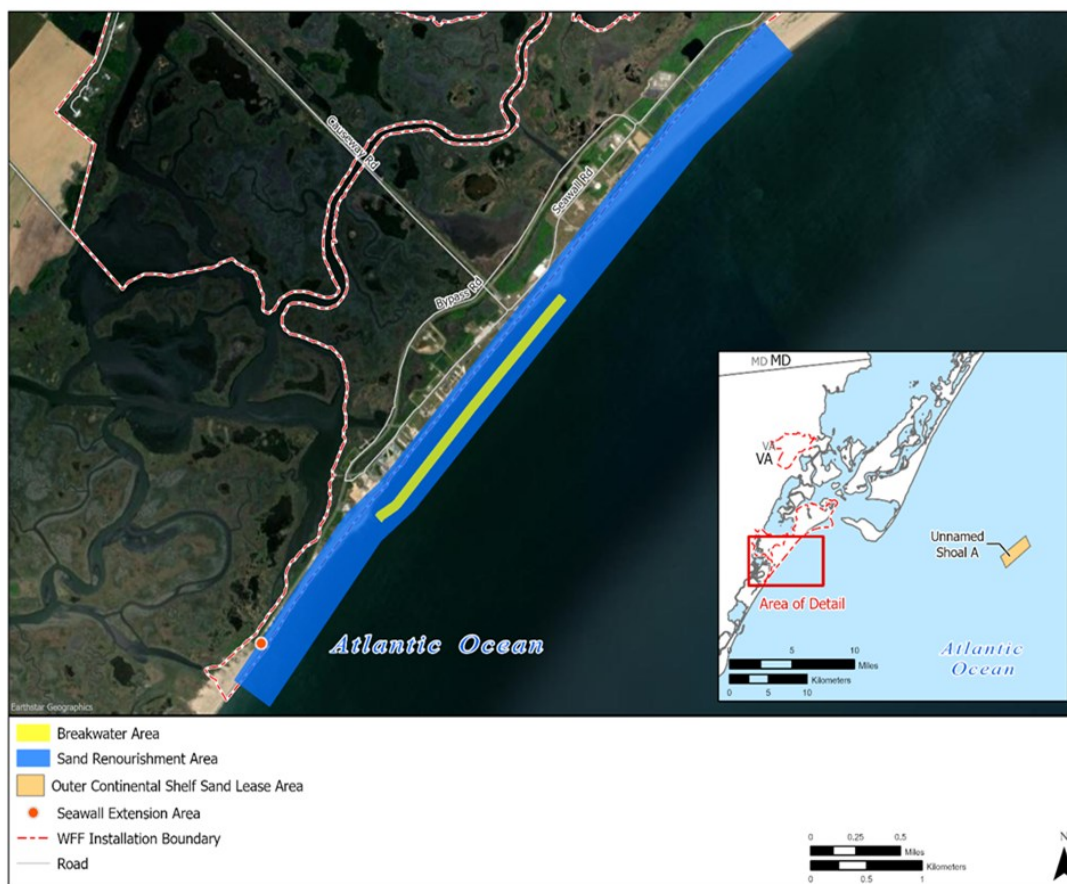 Causeway Rd
Seawall Rd
Bypass Rd
MD MD
VA
VA
Unnamed
Shoal A
Area of Detail
Atlantic Ocean
Atlantic
Ocean
5 10
Miles
0 5 10
Kilometers
Earthstar Geographics
Breakwater Area
Sand Renourishment Area
Outer Continental Shelf Sand Lease Area
Seawall Extension Area
WFF Installation Boundary
Road
0 0.25 0.5
Miles
Kilometers
0 0.5 1
N